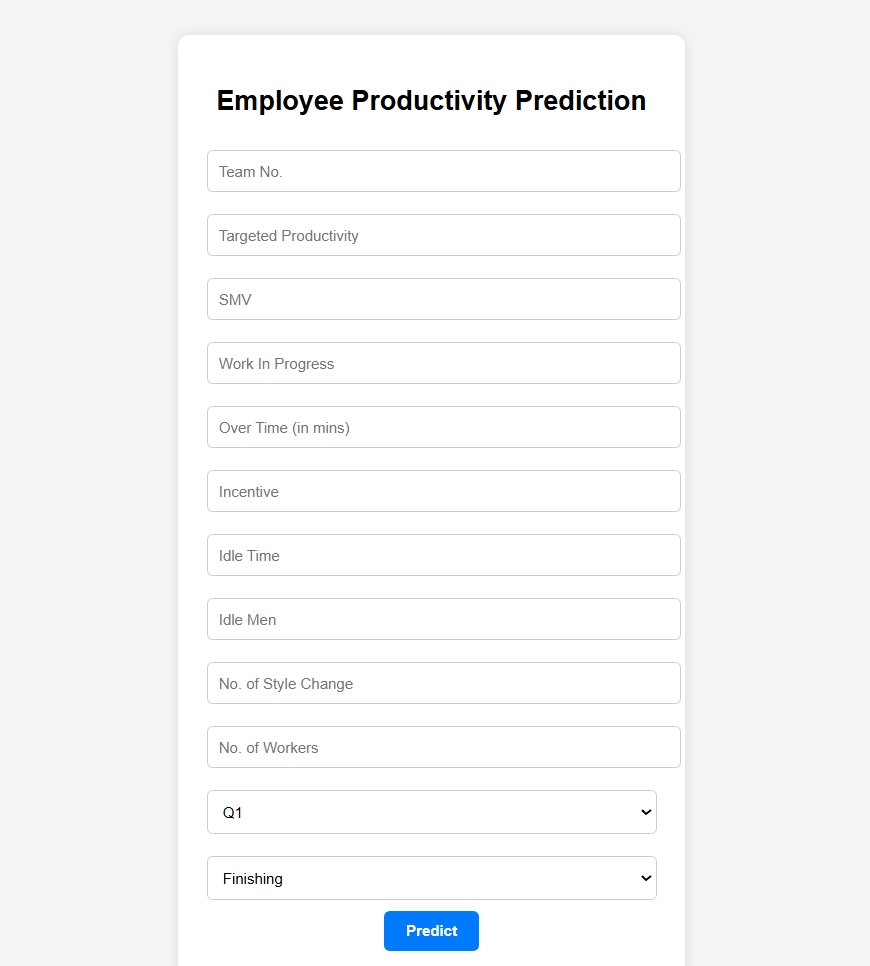 Employee Productivity Prediction
Team No.
Targeted Productivity
SMV
Work In Progress
Over Time (in mins)
Incentive
Idle Time
Idle Men
No. of Style Change
No. of Workers
Q1
Finishing
Predict